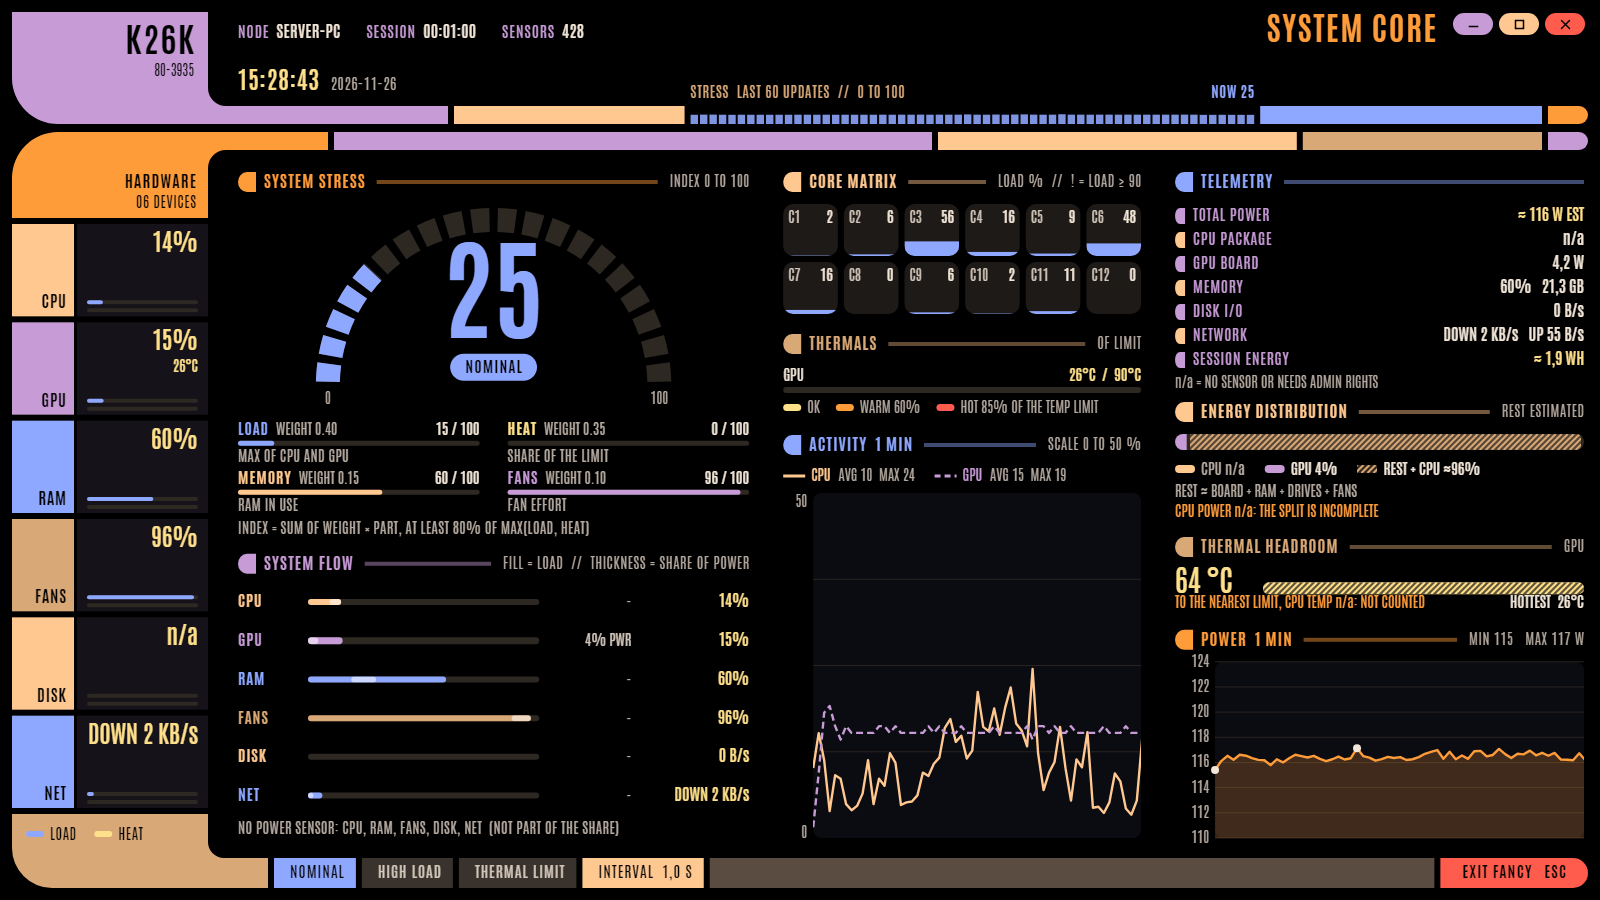 K26K
80-3935
NODE SERVER-PC SESSION 00:01:00 SENSORS 428
SYSTEM CORE
15:28:43 2026-11-26
STRESS LAST 60 UPDATES // 0 TO 100 NOW 25
HARDWARE
06 DEVICES
14%
CPU
15%
26°C
GPU
60%
RAM
96%
FANS
n/a
DISK
DOWN 2 KB/s
NET
LOAD HEAT
SYSTEM STRESS INDEX 0 TO 100
25
NOMINAL
0 100
LOAD WEIGHT 0.40 15 / 100
MAX OF CPU AND GPU
HEAT WEIGHT 0.35 0 / 100
SHARE OF THE LIMIT
MEMORY WEIGHT 0.15 60 / 100
RAM IN USE
FANS WEIGHT 0.10 96 / 100
FAN EFFORT
INDEX = SUM OF WEIGHT × PART, AT LEAST 80% OF MAX(LOAD, HEAT)
SYSTEM FLOW FILL = LOAD // THICKNESS = SHARE OF POWER
CPU - 14%
GPU 4% PWR 15%
RAM - 60%
FANS - 96%
DISK - 0 B/s
NET - DOWN 2 KB/s
NO POWER SENSOR: CPU, RAM, FANS, DISK, NET (NOT PART OF THE SHARE)
CORE MATRIX LOAD % // ! = LOAD ≥ 90
C1 2 C2 6 C3 56 C4 16 C5 9 C6 48
C7 16 C8 0 C9 6 C10 2 C11 11 C12 0
THERMALS OF LIMIT
GPU 26°C / 90°C
OK WARM 60% HOT 85% OF THE TEMP LIMIT
ACTIVITY 1 MIN SCALE 0 TO 50 %
CPU AVG 10 MAX 24 GPU AVG 15 MAX 19
50
0
TELEMETRY
TOTAL POWER ≈ 116 W EST
CPU PACKAGE n/a
GPU BOARD 4,2 W
MEMORY 60% 21,3 GB
DISK I/O 0 B/s
NETWORK DOWN 2 KB/s UP 55 B/s
SESSION ENERGY ≈ 1,9 WH
n/a = NO SENSOR OR NEEDS ADMIN RIGHTS
ENERGY DISTRIBUTION REST ESTIMATED
CPU n/a GPU 4% REST + CPU ≈96%
REST ≈ BOARD + RAM + DRIVES + FANS
CPU POWER n/a: THE SPLIT IS INCOMPLETE
THERMAL HEADROOM GPU
64 °C
TO THE NEAREST LIMIT, CPU TEMP n/a: NOT COUNTED HOTTEST 26°C
POWER 1 MIN MIN 115 MAX 117 W
124
122
120
118
116
114
112
110
NOMINAL HIGH LOAD THERMAL LIMIT INTERVAL 1,0 S EXIT FANCY ESC